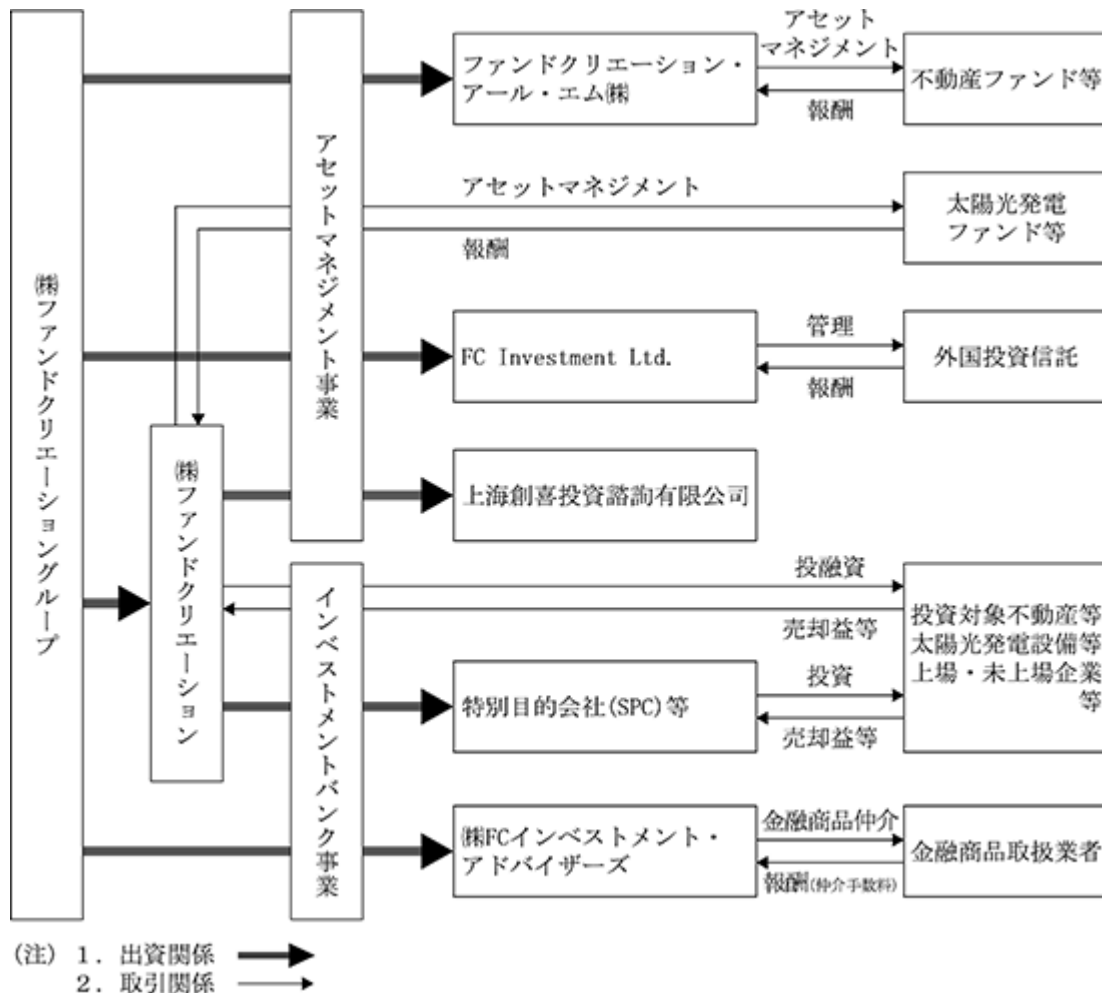 ㈱ファンドクリエーショングループ
㈱ファンドクリエーション
アセットマネジメント事業
インベストメントバンク事業
ファンドクリエーション・
アール・エム㈱
アセット
マネジメント
報酬
不動産ファンド等
アセットマネジメント
報酬
太陽光発電
ファンド等
FC Investment Ltd.
管理
報酬
外国投資信託
上海創喜投資諮詢有限公司
投融資
売却益等
投資対象不動産等
太陽光発電設備等
上場・未上場企業
等
特別目的会社(SPC)等
投資
売却益等
㈱FCインベストメント・
アドバイザーズ
金融商品仲介
報酬(仲介手数料)
金融商品取扱業者
(注) 1. 出資関係
2. 取引関係